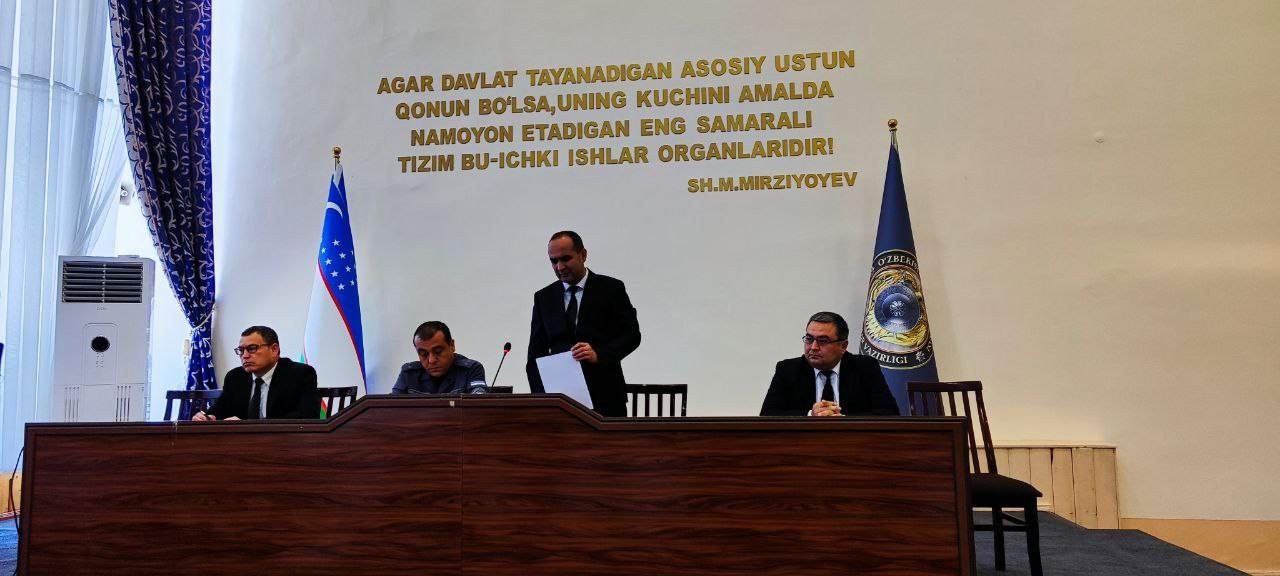 AGAR DAVLAT TAYANADIGAN ASOSIY USTUN
QONUN BO‘LSA,UNING KUCHINI AMALDA
NAMOYON ETADIGAN ENG SAMARALI
TIZIM BU-ICHKI ISHLAR ORGANLARIDIR!
SH.M.MIRZIYOYEV
VAZIRLIGI